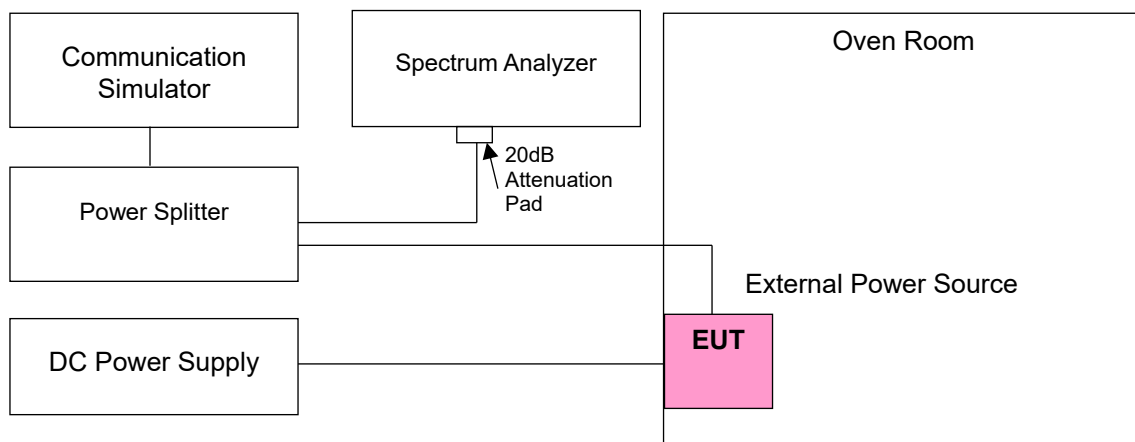 Communication
Simulator
Spectrum Analyzer
Oven Room
20dB
Attenuation
Pad
Power Splitter
External Power Source
EUT
DC Power Supply